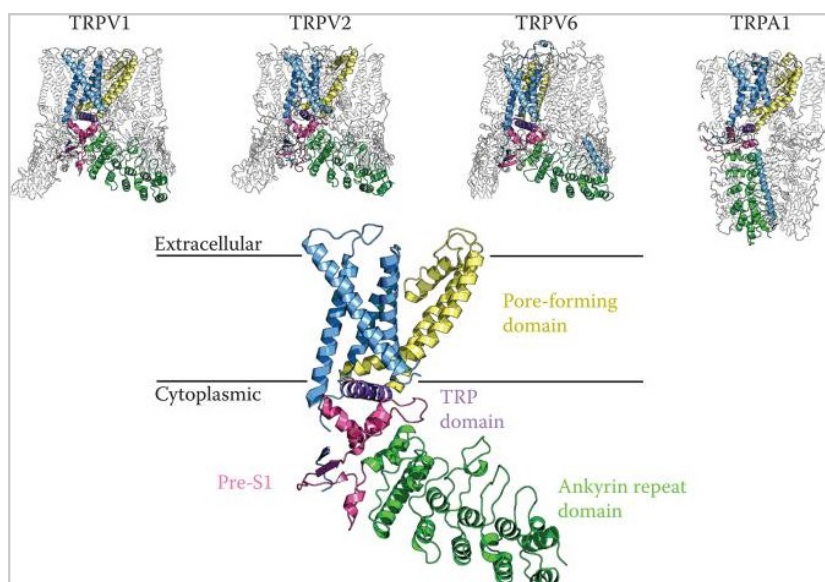 TRPV1
TRPV2
TRPV6
TRPA1
Extracellular
Pore-forming
domain
Cytoplasmic
TRP
domain
Pre-S1
Ankyrin repeat
domain